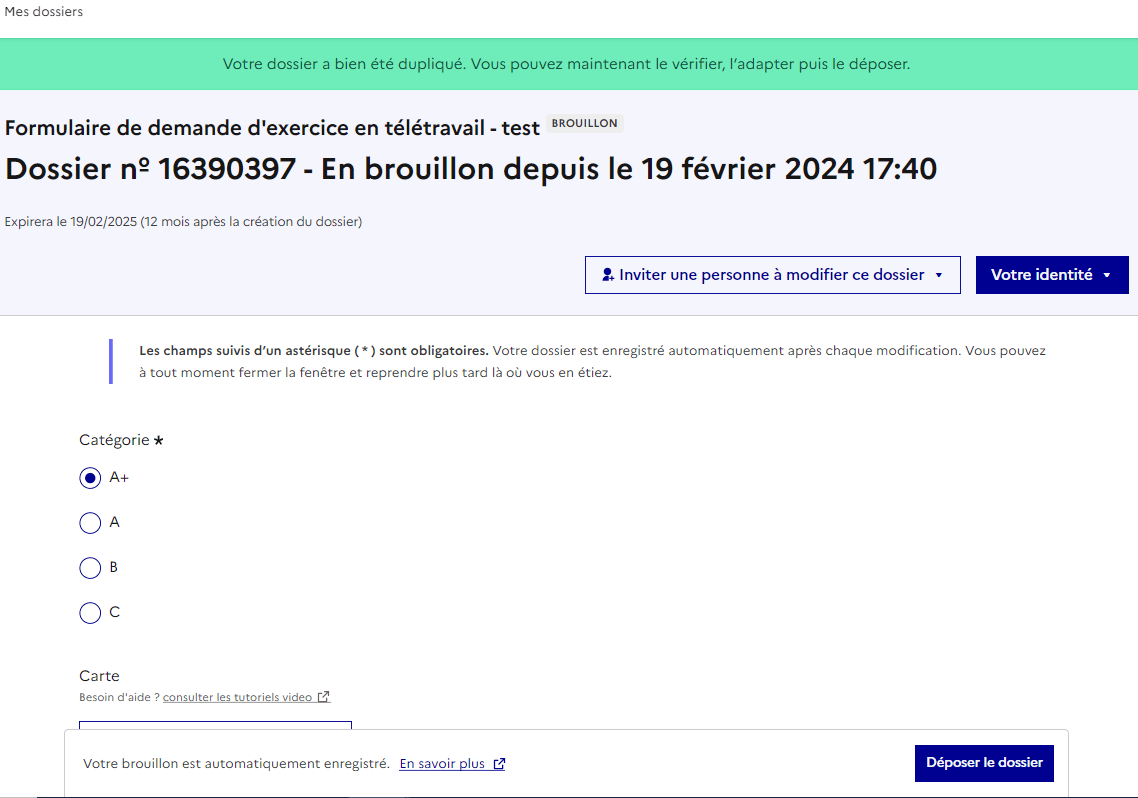 Mes dossiers
Votre dossier a bien été dupliqué. Vous pouvez maintenant le vérifier, l’adapter puis le déposer.
Formulaire de demande d'exercice en télétravail - test BROUILLON
Dossier nº 16390397 - En brouillon depuis le 19 février 2024 17:40
Expirera le 19/02/2025 (12 mois après la création du dossier)
Inviter une personne à modifier ce dossier
Votre identité
Les champs suivis d’un astérisque ( * ) sont obligatoires. Votre dossier est enregistré automatiquement après chaque modification. Vous pouvez
à tout moment fermer la fenêtre et reprendre plus tard là où vous en étiez.
Catégorie *
A+
A
B
C
Carte
Besoin d'aide ? consulter les tutoriels video
Votre brouillon est automatiquement enregistré. En savoir plus
Déposer le dossier